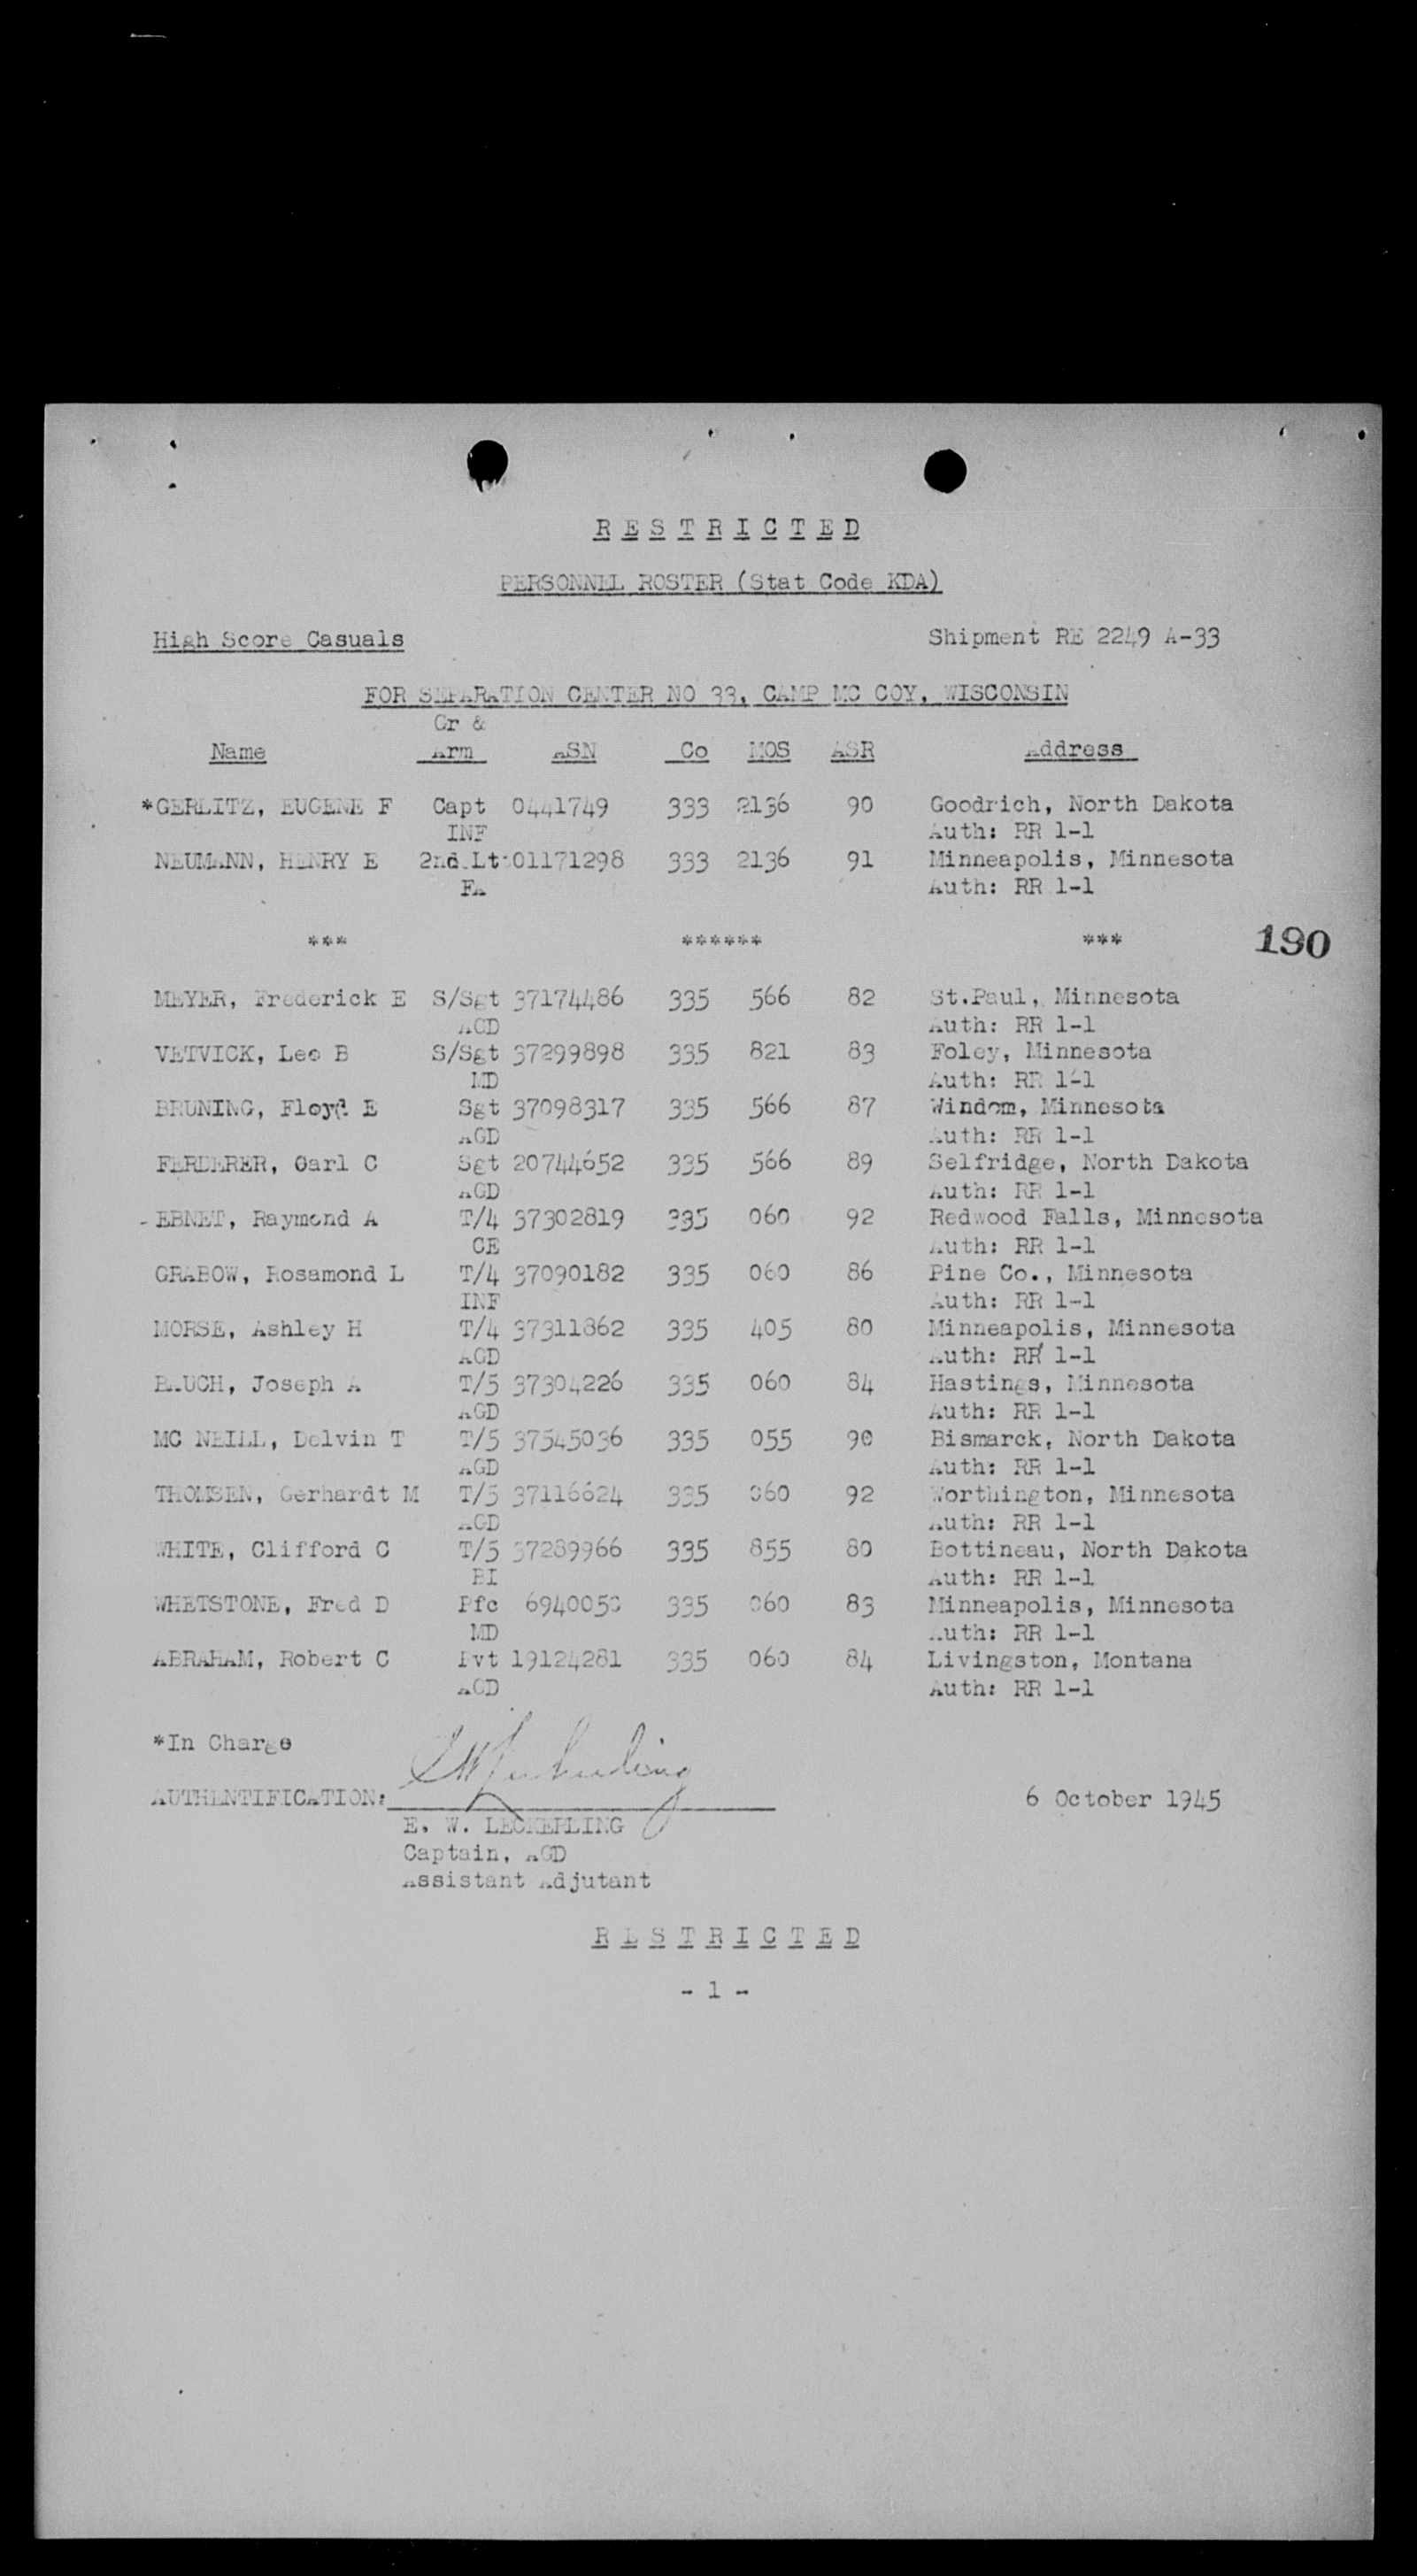 R E S T R I C T E D
PERSONNEL ROSTER (Stat Code KDA)
High Score Casuals Shipment RE 2249 A-33
FOR SEPARATION CENTER NO 33, CAMP MC COY, WISCONSIN
Gr &
Name Arm ASN Co MOS ASR Address
*GERLITZ, EUGENE F Capt 0441749 333 2136 90 Goodrich, North Dakota
INF Auth: RR 1-1
NEUMANN, HENRY E 2nd Lt 01171298 333 2136 91 Minneapolis, Minnesota
FA Auth: RR 1-1
*** ****** *** 190
MEYER, Frederick E S/Sgt 37174486 335 566 82 St.Paul, Minnesota
AGD Auth: RR 1-1
VETVICK, Leo B S/Sgt 37299898 335 821 83 Foley, Minnesota
MD Auth: RR 1-1
BRUNING, Floyd E Sgt 37098317 335 566 87 Windom, Minnesota
AGD Auth: RR 1-1
FERDERER, Carl C Sgt 20744652 335 566 89 Selfridge, North Dakota
AGD Auth: RR 1-1
- EBNET, Raymond A T/4 37302819 335 060 92 Redwood Falls, Minnesota
CE Auth: RR 1-1
GRABOW, Rosamond L T/4 37090182 335 060 86 Pine Co., Minnesota
INF Auth: RR 1-1
MORSE, Ashley H T/4 37311862 335 405 80 Minneapolis, Minnesota
AGD Auth: RR 1-1
BAUCH, Joseph A T/5 37304226 335 060 84 Hastings, Minnesota
AGD Auth: RR 1-1
MC NEILL, Delvin T T/5 37545036 335 055 90 Bismarck, North Dakota
AGD Auth: RR 1-1
THOMSEN, Gerhardt M T/5 37116624 335 060 92 Worthington, Minnesota
AGD Auth: RR 1-1
WHITE, Clifford C T/5 37289966 335 855 80 Bottineau, North Dakota
BI Auth: RR 1-1
WHETSTONE, Fred D Pfc 335 060 83 Minneapolis, Minnesota
MD Auth: RR 1-1
ABRAHAM, Robert C Pvt 19124281 335 060 84 Livingston, Montana
AGD Auth: RR 1-1
*In Charge
AUTHENTIFICATION: 6 October 1945
E. W. LECKERLING
Captain, AGD
Assistant Adjutant
R E S T R I C T E D
- 1 -